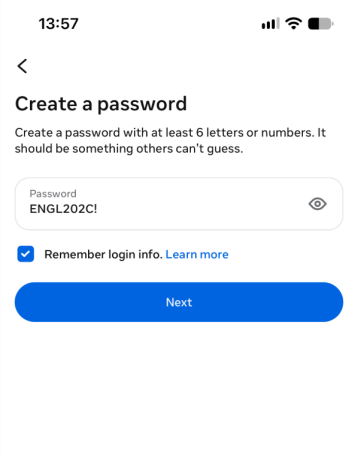 13:57
Create a password
Create a password with at least 6 letters or numbers. It
should be something others can't guess.
Password
ENGL202C!
Remember login info. Learn more
Next